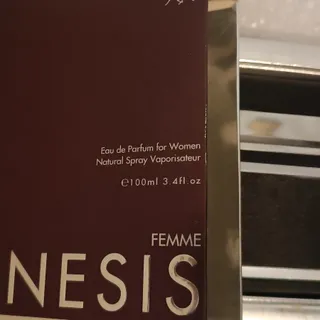 Eau de Parfum for Women
Natural Spray Vaporisateur
℮100ml 3.4fl.oz
FEMME
NESIS